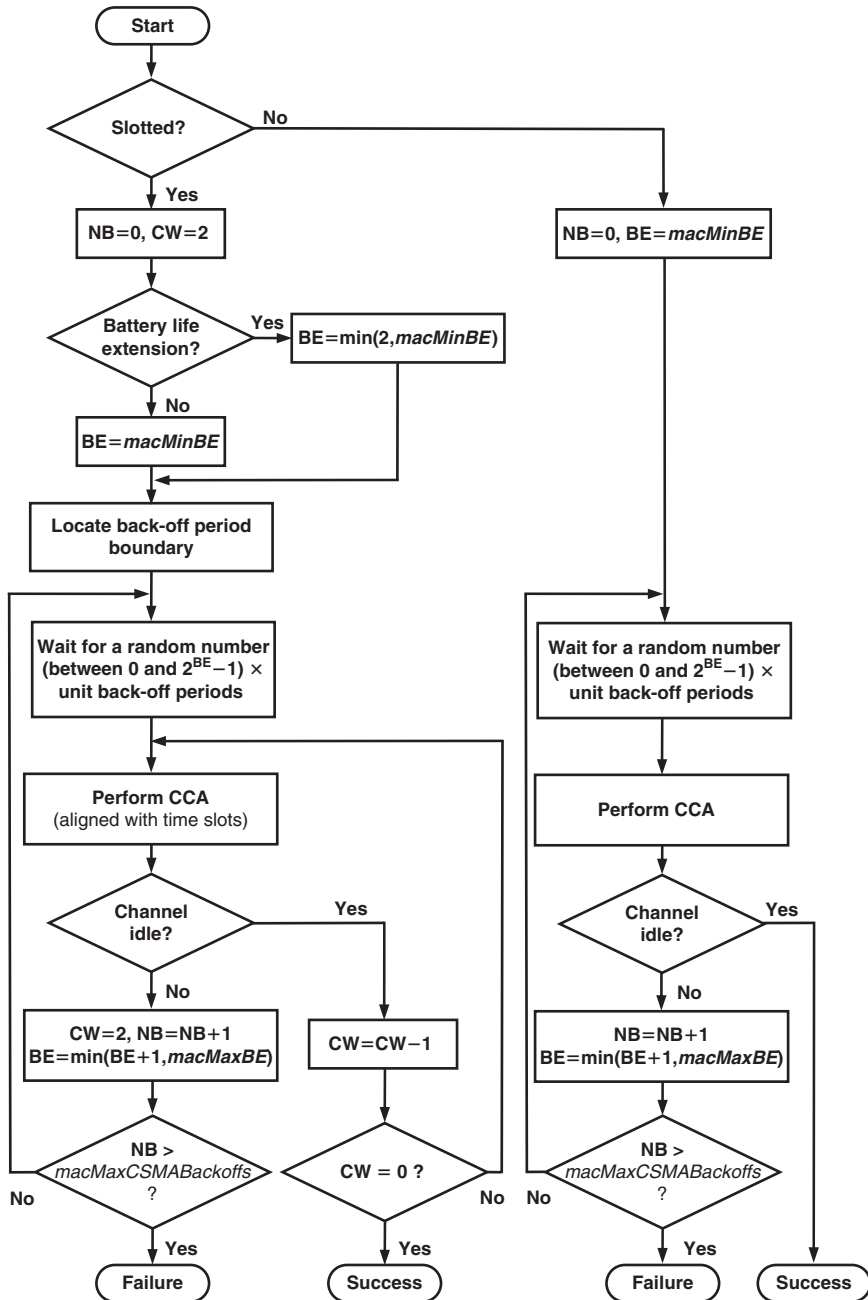 Start
Slotted?
No
Yes
NB=0, CW=2
NB=0, BE=macMinBE
Battery life
extension?
Yes
BE=min(2,macMinBE)
No
BE=macMinBE
Locate back-off period
boundary
Wait for a random number
(between 0 and 2^BE−1) ×
unit back-off periods
Wait for a random number
(between 0 and 2^BE−1) ×
unit back-off periods
Perform CCA
(aligned with time slots)
Perform CCA
Channel
idle?
Yes
No
Channel
idle?
Yes
No
CW=2, NB=NB+1
BE=min(BE+1,macMaxBE)
CW=CW−1
NB=NB+1
BE=min(BE+1,macMaxBE)
NB >
macMaxCSMABackoffs
?
No
Yes
CW = 0 ?
No
Yes
NB >
macMaxCSMABackoffs
?
No
Yes
Failure
Success
Failure
Success